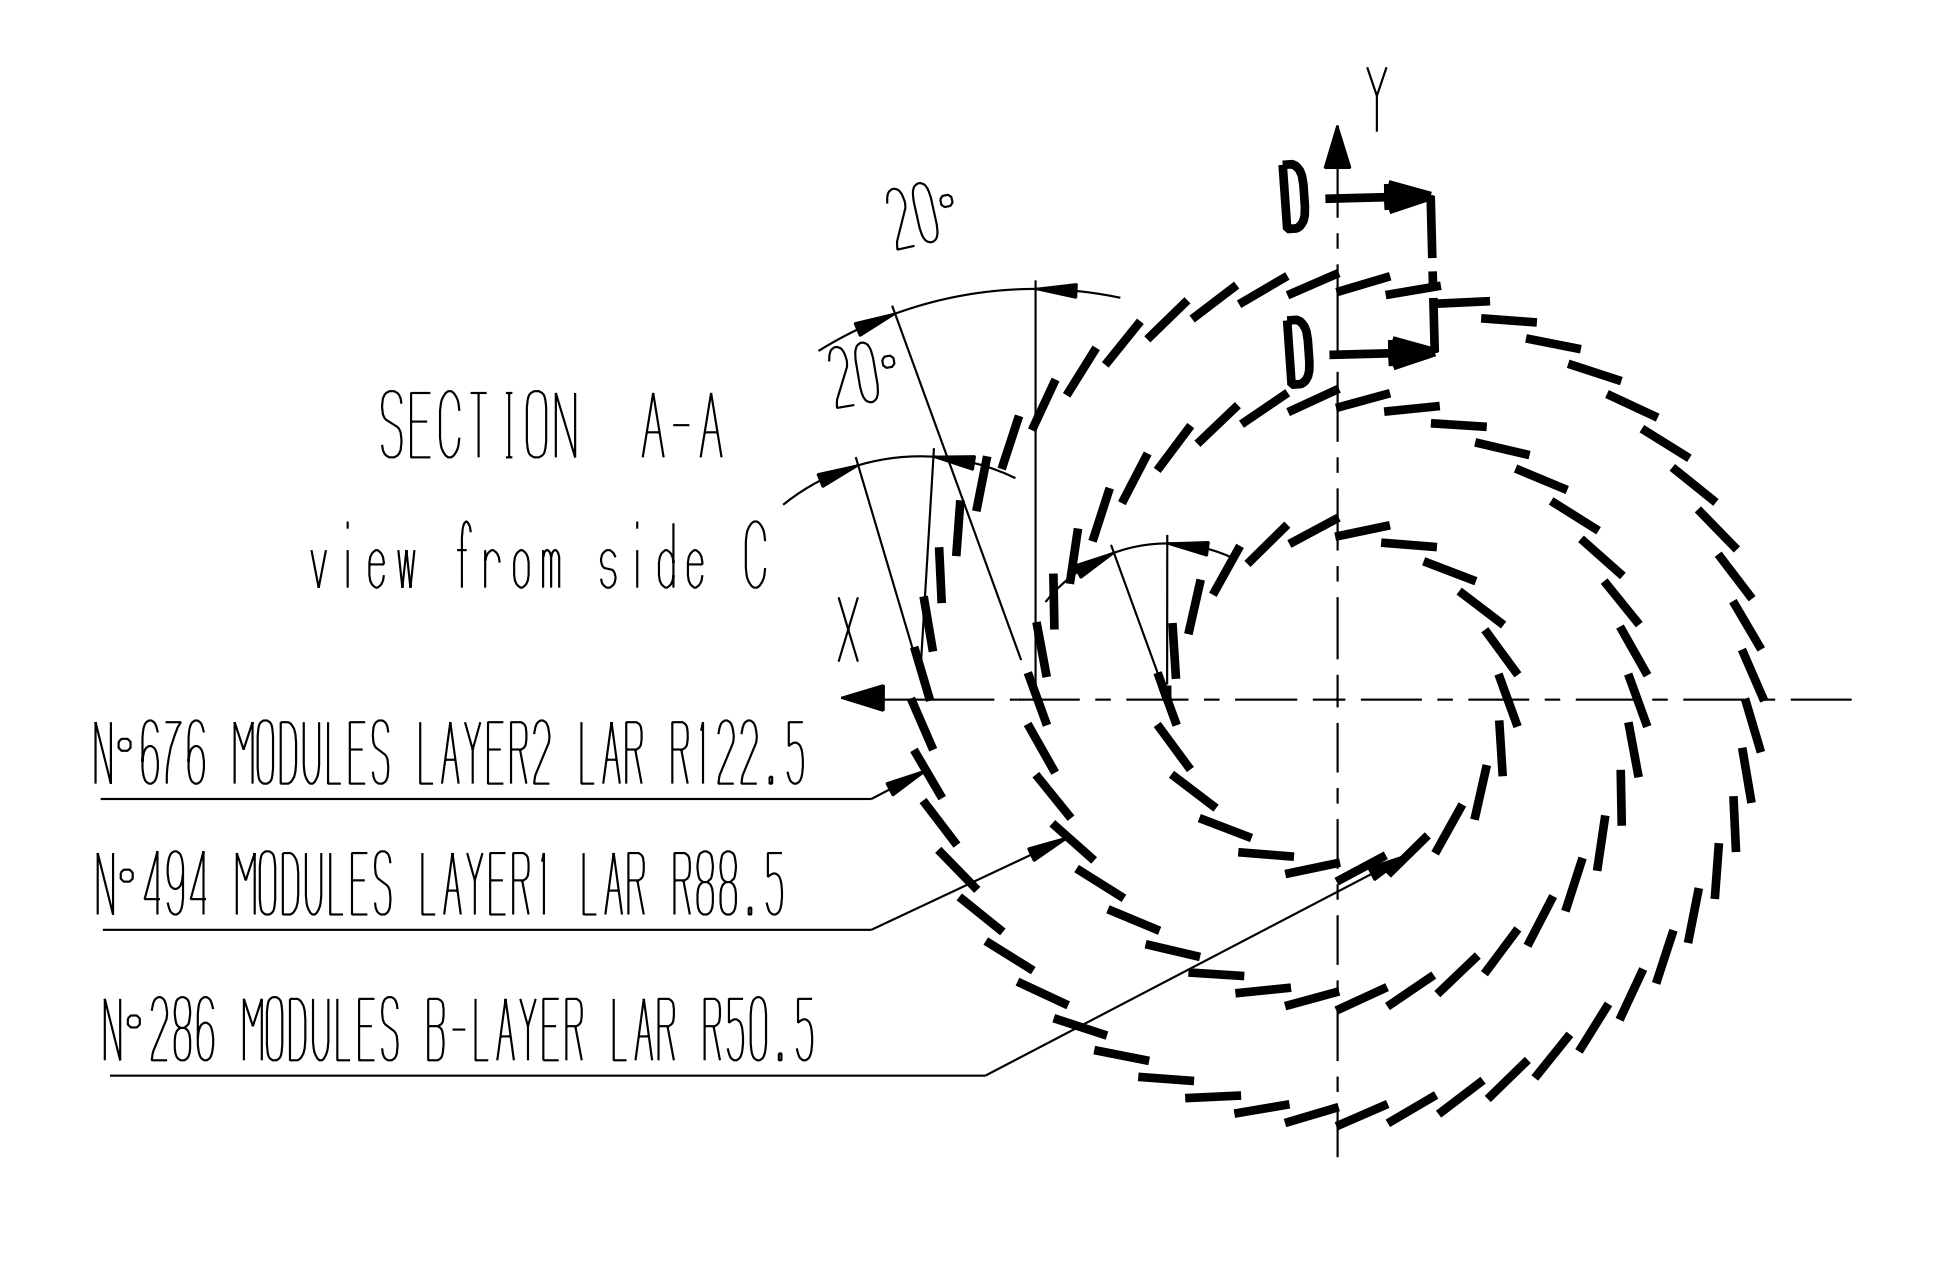 Y
D
20°
D
20°
SECTION A-A
view from side C
X
N°676 MODULES LAYER2 LAR R122.5
N°494 MODULES LAYER1 LAR R88.5
N°286 MODULES B-LAYER LAR R50.5